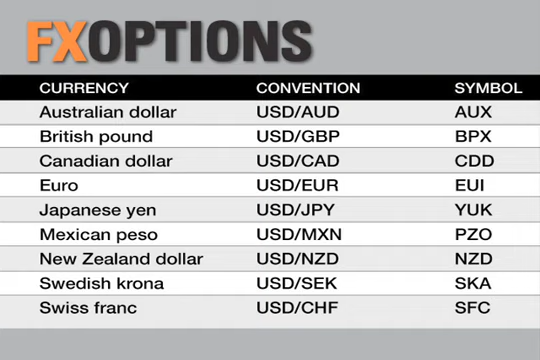 FXOPTIONS
CURRENCY CONVENTION SYMBOL
Australian dollar USD/AUD AUX
British pound USD/GBP BPX
Canadian dollar USD/CAD CDD
Euro USD/EUR EUI
Japanese yen USD/JPY YUK
Mexican peso USD/MXN PZO
New Zealand dollar USD/NZD NZD
Swedish krona USD/SEK SKA
Swiss franc USD/CHF SFC